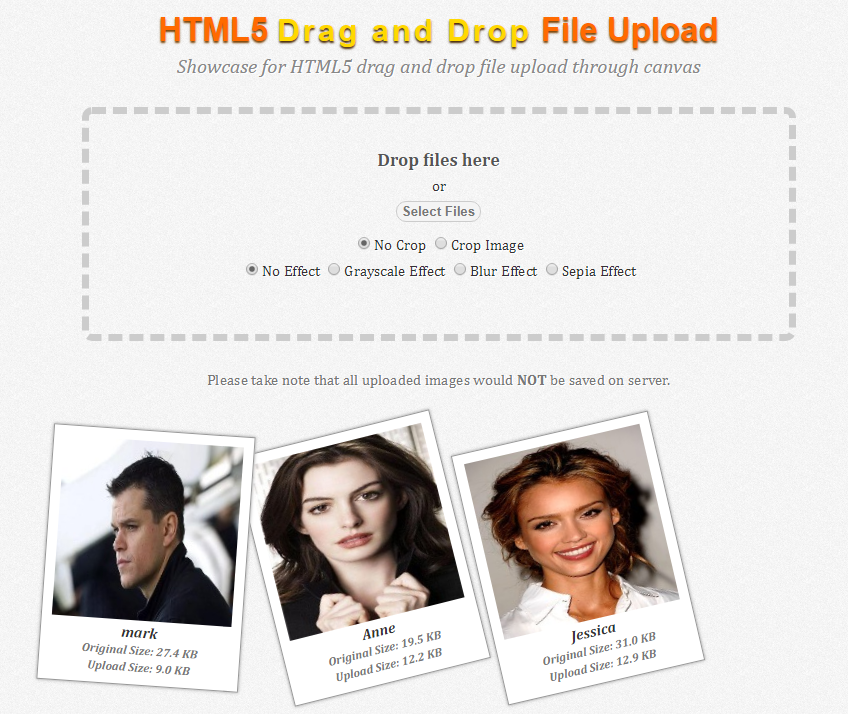 HTML5 Drag and Drop File Upload
Showcase for HTML5 drag and drop file upload through canvas
Drop files here
or
Select Files
No Crop Crop Image
No Effect Grayscale Effect Blur Effect Sepia Effect
Please take note that all uploaded images would NOT be saved on server.
mark
Original Size: 27.4 KB
Upload Size: 9.0 KB
Anne
Original Size: 19.5 KB
Upload Size: 12.2 KB
Jessica
Original Size: 31.0 KB
Upload Size: 12.9 KB